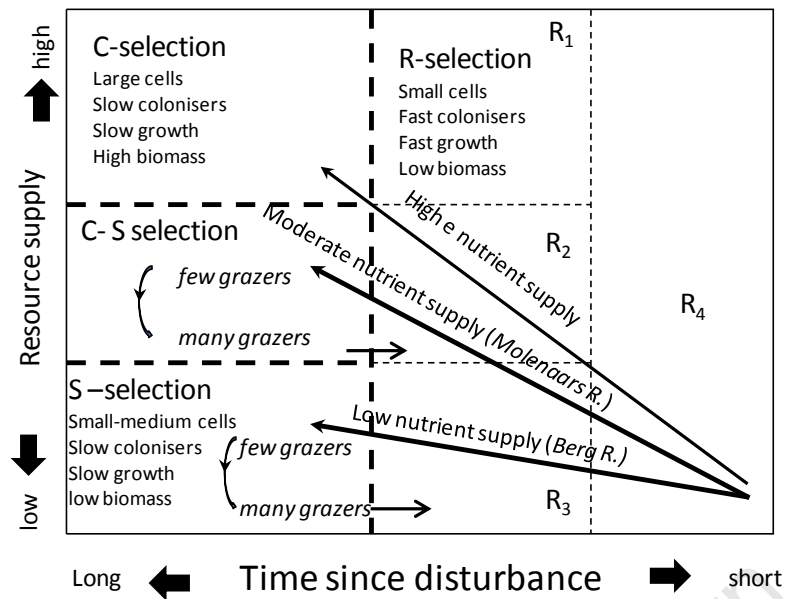 high
Resource supply
low
C-selection
Large cells
Slow colonisers
Slow growth
High biomass
R-selection
Small cells
Fast colonisers
Fast growth
Low biomass
R1
R2
R3
R4
High e nutrient supply
Moderate nutrient supply (Molenaars R.)
Low nutrient supply (Berg R.)
C- S selection
few grazers
many grazers
S –selection
Small-medium cells
Slow colonisers
Slow growth
low biomass
few grazers
many grazers
Long
Time since disturbance
short